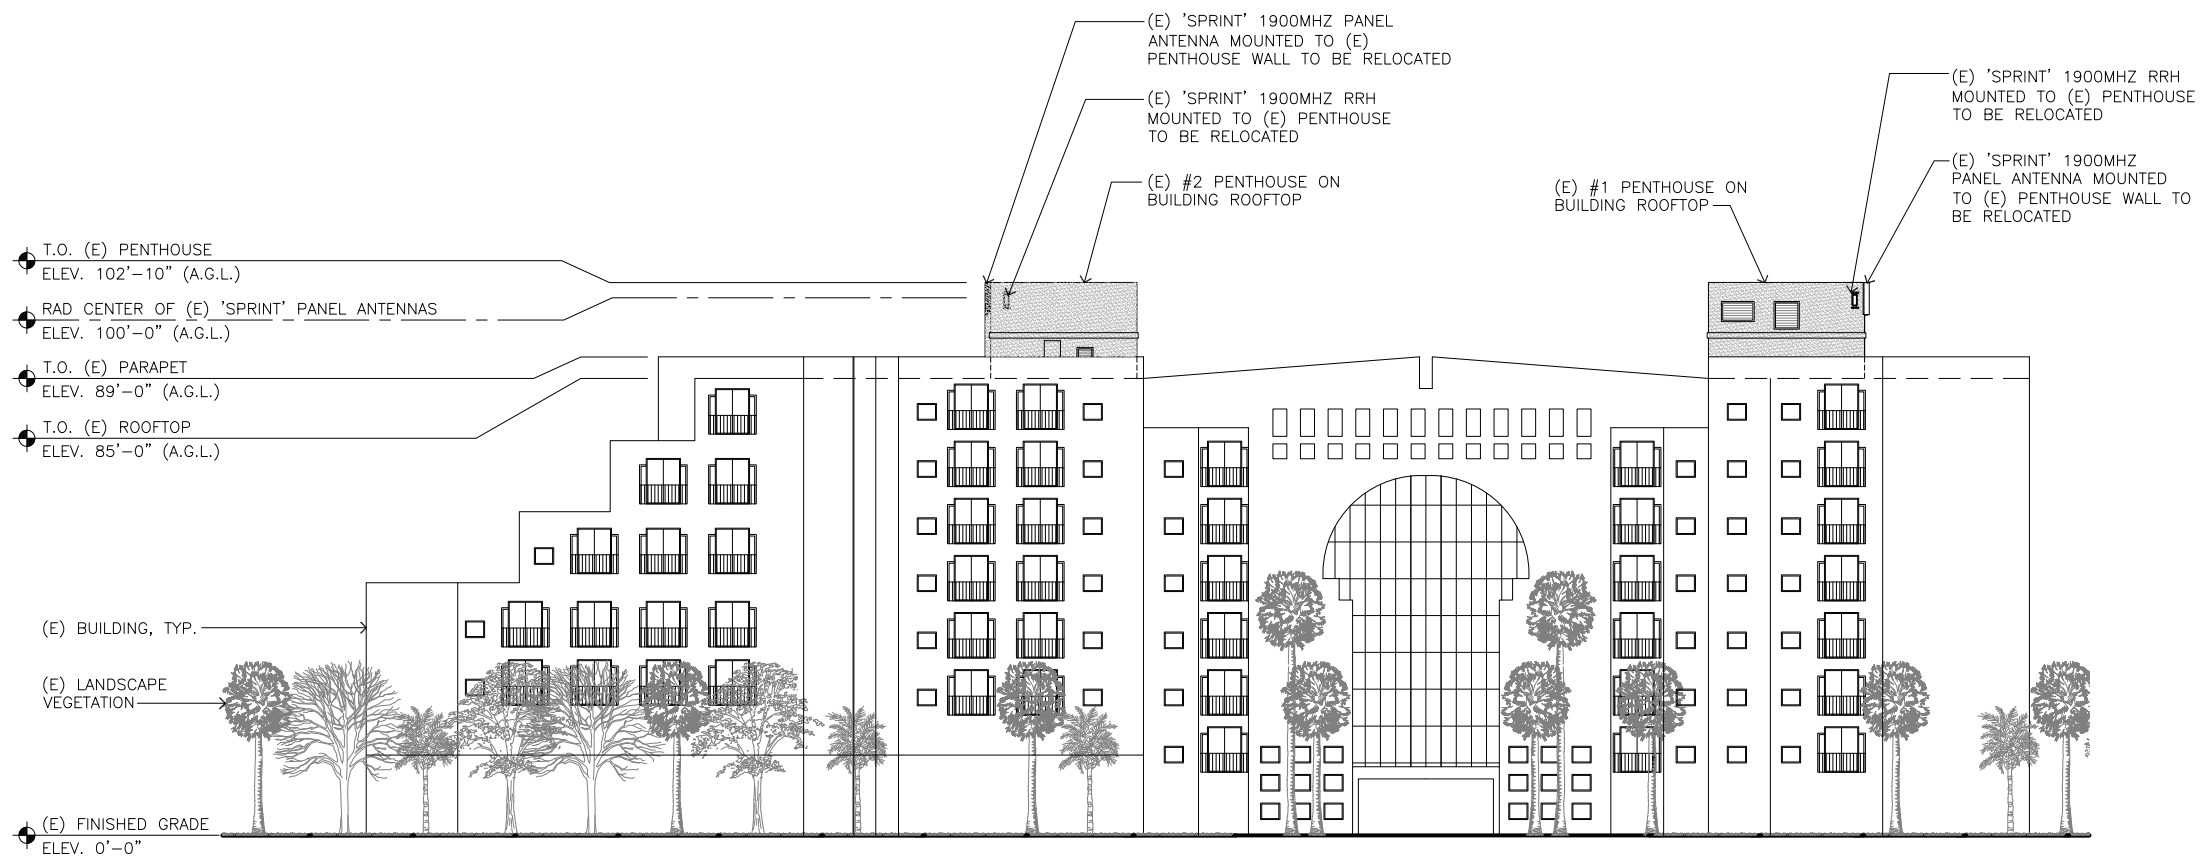 (E) 'SPRINT' 1900MHZ PANEL
ANTENNA MOUNTED TO (E)
PENTHOUSE WALL TO BE RELOCATED
(E) 'SPRINT' 1900MHZ RRH
MOUNTED TO (E) PENTHOUSE
TO BE RELOCATED
(E) #2 PENTHOUSE ON
BUILDING ROOFTOP
(E) 'SPRINT' 1900MHZ RRH
MOUNTED TO (E) PENTHOUSE
TO BE RELOCATED
(E) 'SPRINT' 1900MHZ
PANEL ANTENNA MOUNTED
TO (E) PENTHOUSE WALL TO
BE RELOCATED
(E) #1 PENTHOUSE ON
BUILDING ROOFTOP
T.O. (E) PENTHOUSE
ELEV. 102'-10" (A.G.L.)
RAD CENTER OF (E) 'SPRINT' PANEL ANTENNAS
ELEV. 100'-0" (A.G.L.)
T.O. (E) PARAPET
ELEV. 89'-0" (A.G.L.)
T.O. (E) ROOFTOP
ELEV. 85'-0" (A.G.L.)
(E) BUILDING, TYP.
(E) LANDSCAPE
VEGETATION
(E) FINISHED GRADE
ELEV. 0'-0"